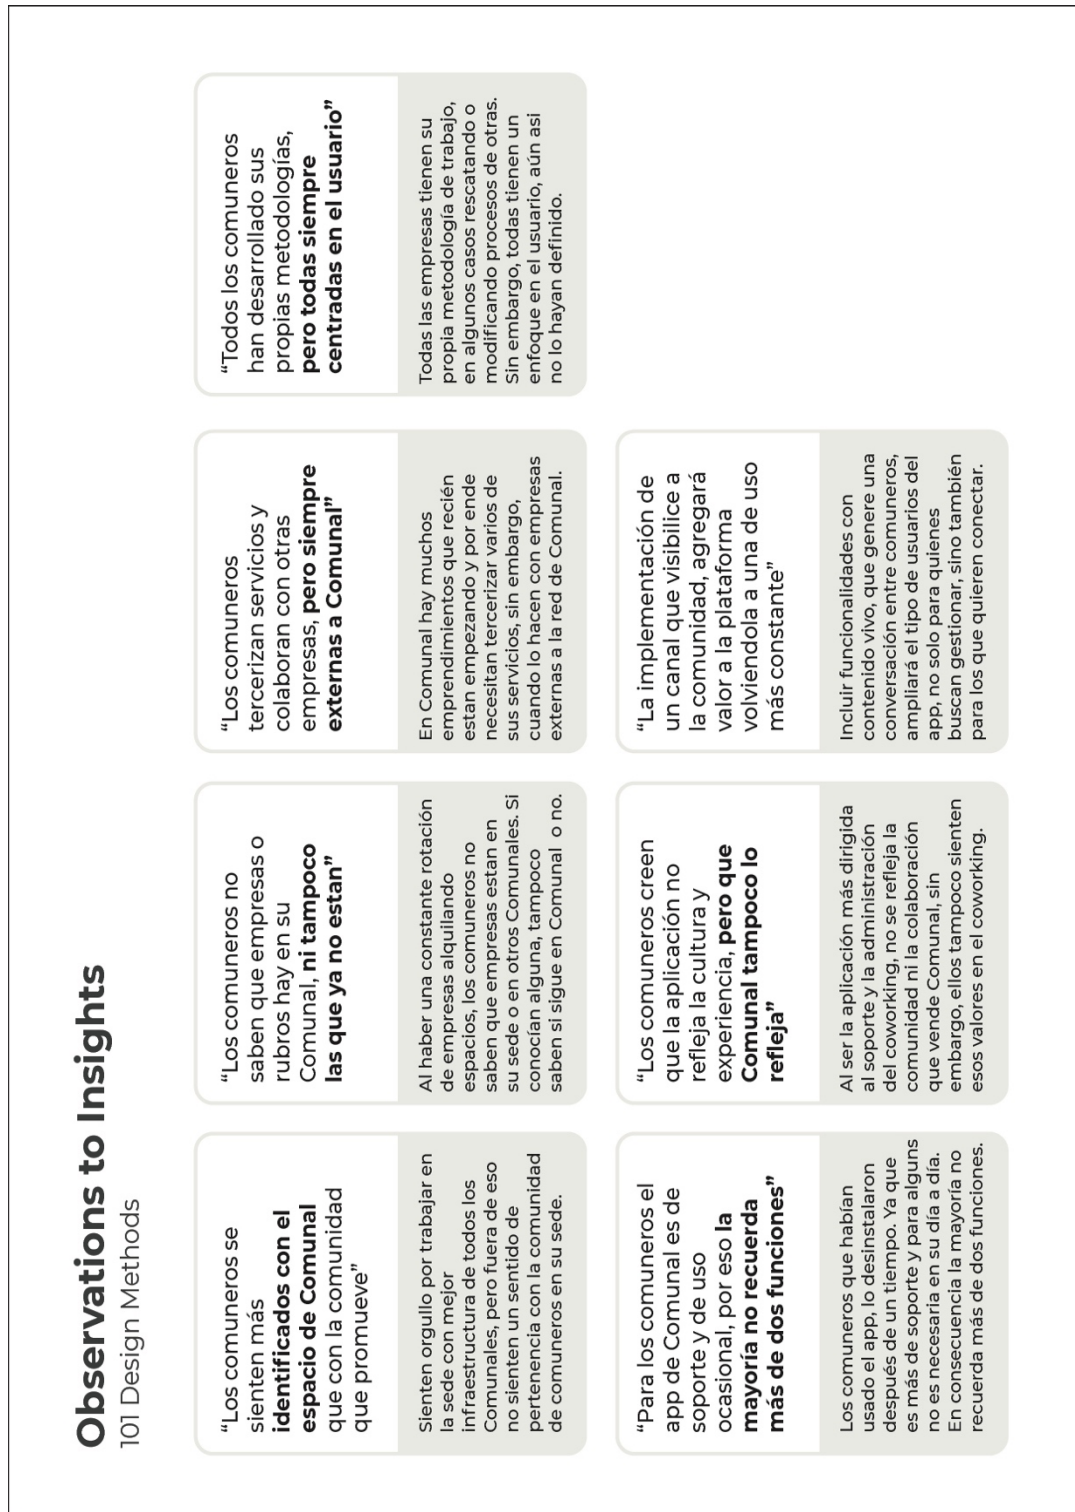 Observations to Insights
101 Design Methods
“Los comuneros se
sienten más
identificados con el
espacio de Comunal
que con la comunidad
que promueve”
Sienten orgullo por trabajar en
la sede con mejor
infraestructura de todos los
Comunales, pero fuera de eso
no sienten un sentido de
pertenencia con la comunidad
de comuneros en su sede.
“Los comuneros no
saben que empresas o
rubros hay en su
Comunal, ni tampoco
las que ya no estan”
Al haber una constante rotación
de empresas alquilando
espacios, los comuneros no
saben que empresas estan en
su sede o en otros Comunales. Si
conocían alguna, tampoco
saben si sigue en Comunal o no.
“Los comuneros
tercerizan servicios y
colaboran con otras
empresas, pero siempre
externas a Comunal”
En Comunal hay muchos
emprendimientos que recién
estan empezando y por ende
necesitan tercerizar varios de
sus servicios, sin embargo,
cuando lo hacen con empresas
externas a la red de Comunal.
“Todos los comuneros
han desarrollado sus
propias metodologías,
pero todas siempre
centradas en el usuario”
Todas las empresas tienen su
propia metodología de trabajo,
en algunos casos rescatando o
modificando procesos de otras.
Sin embargo, todas tienen un
enfoque en el usuario, aún asi
no lo hayan definido.
“Para los comuneros el
app de Comunal es de
soporte y de uso
ocasional, por eso la
mayoría no recuerda
más de dos funciones”
Los comuneros que habían
usado el app, lo desinstalaron
después de un tiempo. Ya que
es más de soporte y para alguns
no es necesaria en su día a día.
En consecuencia la mayoría no
recuerda más de dos funciones.
“Los comuneros creen
que la aplicación no
refleja la cultura y
experiencia, pero que
Comunal tampoco lo
refleja”
Al ser la aplicación más dirigida
al soporte y la administración
del coworking, no se refleja la
comunidad ni la colaboración
que vende Comunal, sin
embargo, ellos tampoco sienten
esos valores en el coworking.
“La implementación de
un canal que visibilice a
la comunidad, agregará
valor a la plataforma
volviendola a una de uso
más constante”
Incluir funcionalidades con
contenido vivo, que genere una
conversación entre comuneros,
ampliará el tipo de usuarios del
app, no solo para quienes
buscan gestionar, sino también
para los que quieren conectar.